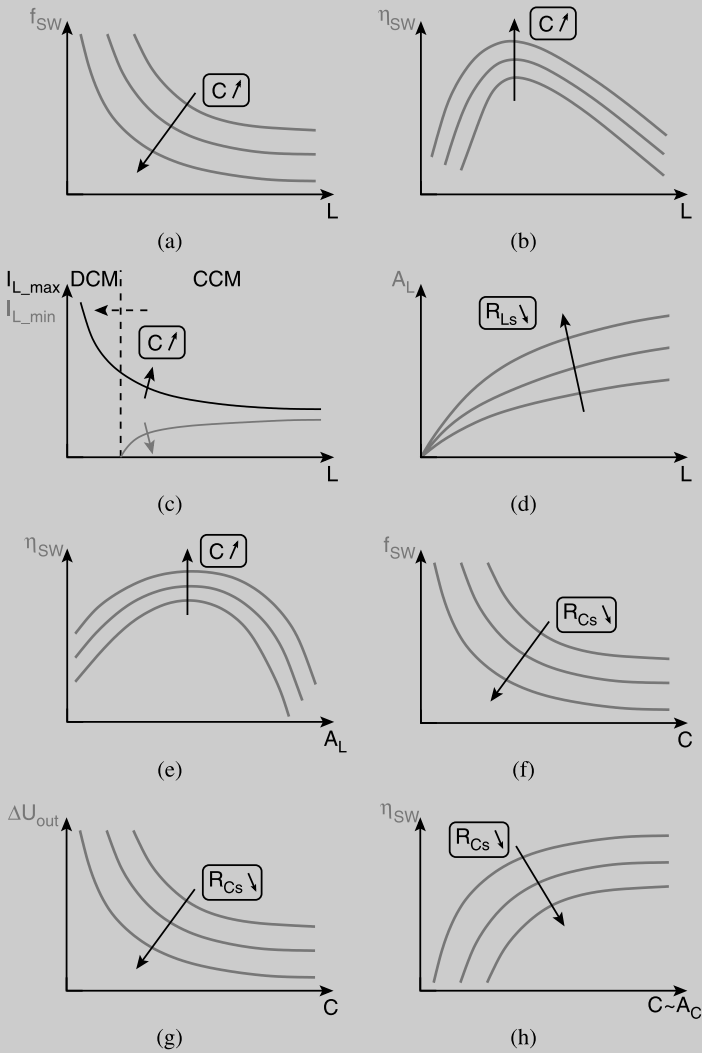 f_SW
C ↗
L
(a)
η_SW
C ↗
L
(b)
I_L_max DCM CCM
I_L_min
C ↗
L
(c)
A_L
R_Ls ↘
L
(d)
η_SW
C ↗
A_L
(e)
f_SW
R_Cs ↘
C
(f)
ΔU_out
R_Cs ↘
C
(g)
η_SW
R_Cs ↘
C~A_C
(h)